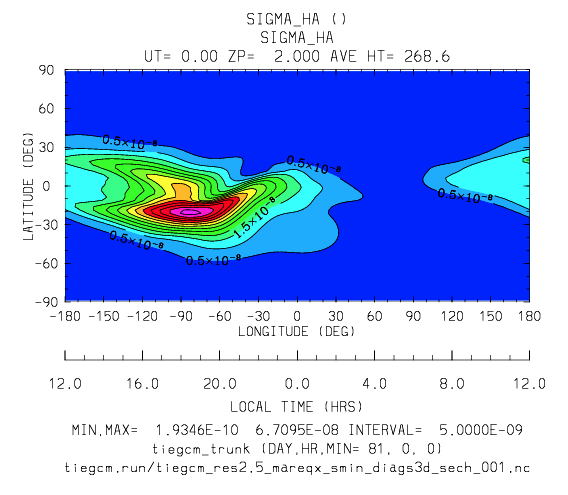 SIGMA_HA ()
SIGMA_HA
UT= 0.00 ZP= 2.000 AVE HT= 268.6
90
60
30
0
-30
-60
-90
LATITUDE (DEG)
0.5×10⁻⁸
0.5×10⁻⁸
0.5×10⁻⁸
1.5×10⁻⁸
0.5×10⁻⁸
0.5×10⁻⁸
-180 -150 -120 -90 -60 -30 0 30 60 90 120 150 180
LONGITUDE (DEG)
12.0 16.0 20.0 0.0 4.0 8.0 12.0
LOCAL TIME (HRS)
MIN,MAX= 1.9346E-10 6.7095E-08 INTERVAL= 5.0000E-09
tiegcm_trunk (DAY,HR,MIN= 81, 0, 0)
tiegcm.run/tiegcm_res2.5_mareqx_smin_diags3d_sech_001.nc